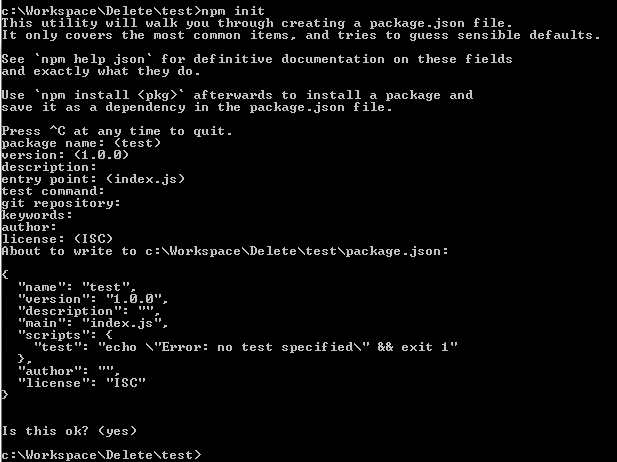 c:\Workspace\Delete\test>npm init
This utility will walk you through creating a package.json file.
It only covers the most common items, and tries to guess sensible defaults.
See `npm help json` for definitive documentation on these fields
and exactly what they do.
Use `npm install <pkg>` afterwards to install a package and
save it as a dependency in the package.json file.
Press ^C at any time to quit.
package name: (test)
version: (1.0.0)
description:
entry point: (index.js)
test command:
git repository:
keywords:
author:
license: (ISC)
About to write to c:\Workspace\Delete\test\package.json:
{
  "name": "test",
  "version": "1.0.0",
  "description": "",
  "main": "index.js",
  "scripts": {
    "test": "echo \"Error: no test specified\" && exit 1"
  },
  "author": "",
  "license": "ISC"
}
Is this ok? (yes)
c:\Workspace\Delete\test>